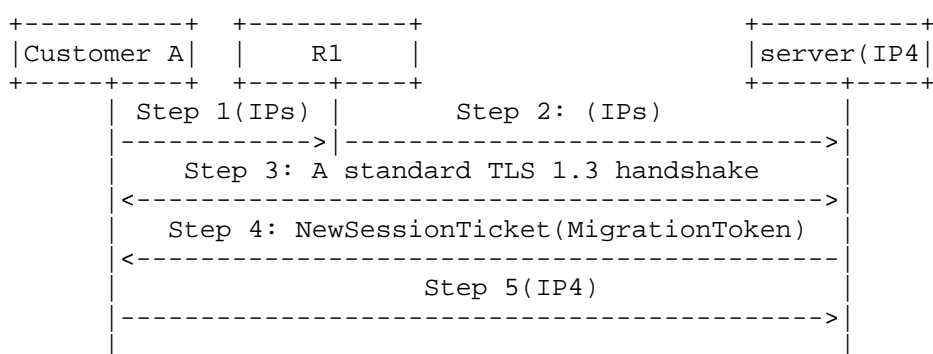 Customer A R1 server(IP4
Step 1(IPs) Step 2: (IPs)
Step 3: A standard TLS 1.3 handshake
Step 4: NewSessionTicket(MigrationToken)
Step 5(IP4)